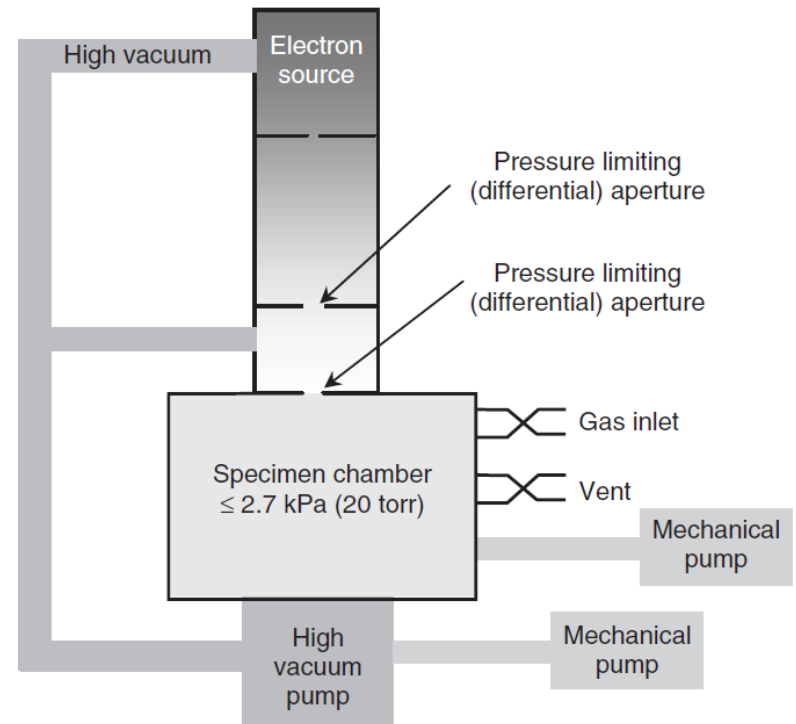 High vacuum
Electron
source
Pressure limiting
(differential) aperture
Pressure limiting
(differential) aperture
Gas inlet
Specimen chamber
≤ 2.7 kPa (20 torr)
Vent
Mechanical
pump
High
vacuum
pump
Mechanical
pump